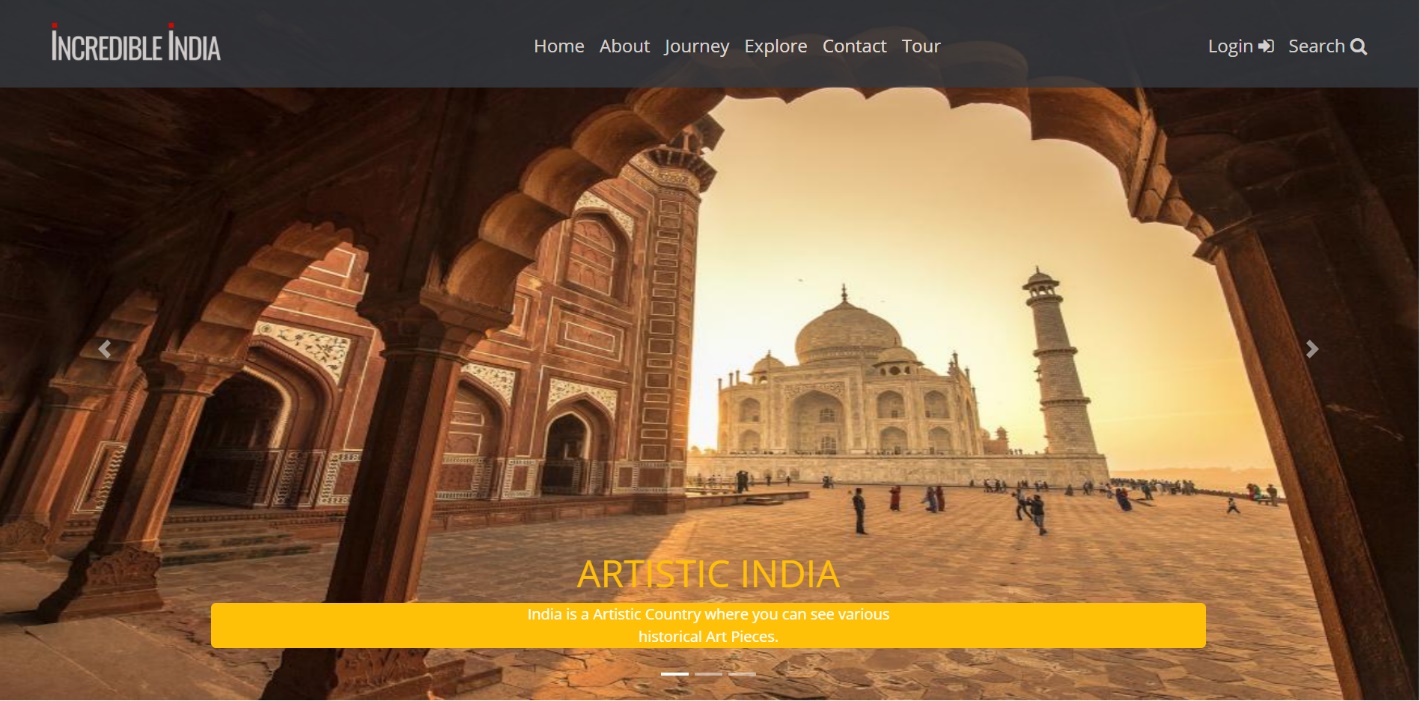 INCREDIBLE INDIA
Home About Journey Explore Contact Tour
Login Search
ARTISTIC INDIA
India is a Artistic Country where you can see various
historical Art Pieces.